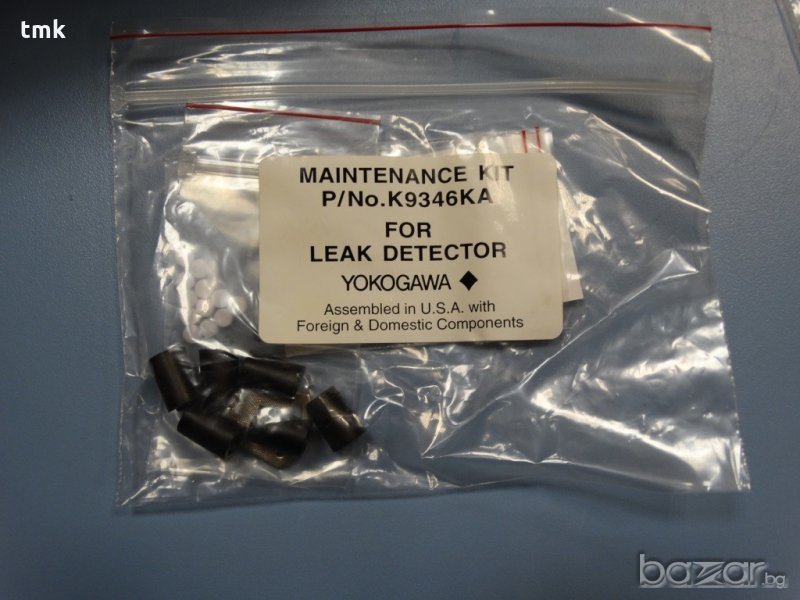 tmk
MAINTENANCE KIT
P/No.K9346KA
FOR
LEAK DETECTOR
YOKOGAWA
Assembled in U.S.A. with
Foreign & Domestic Components
bazar.bg